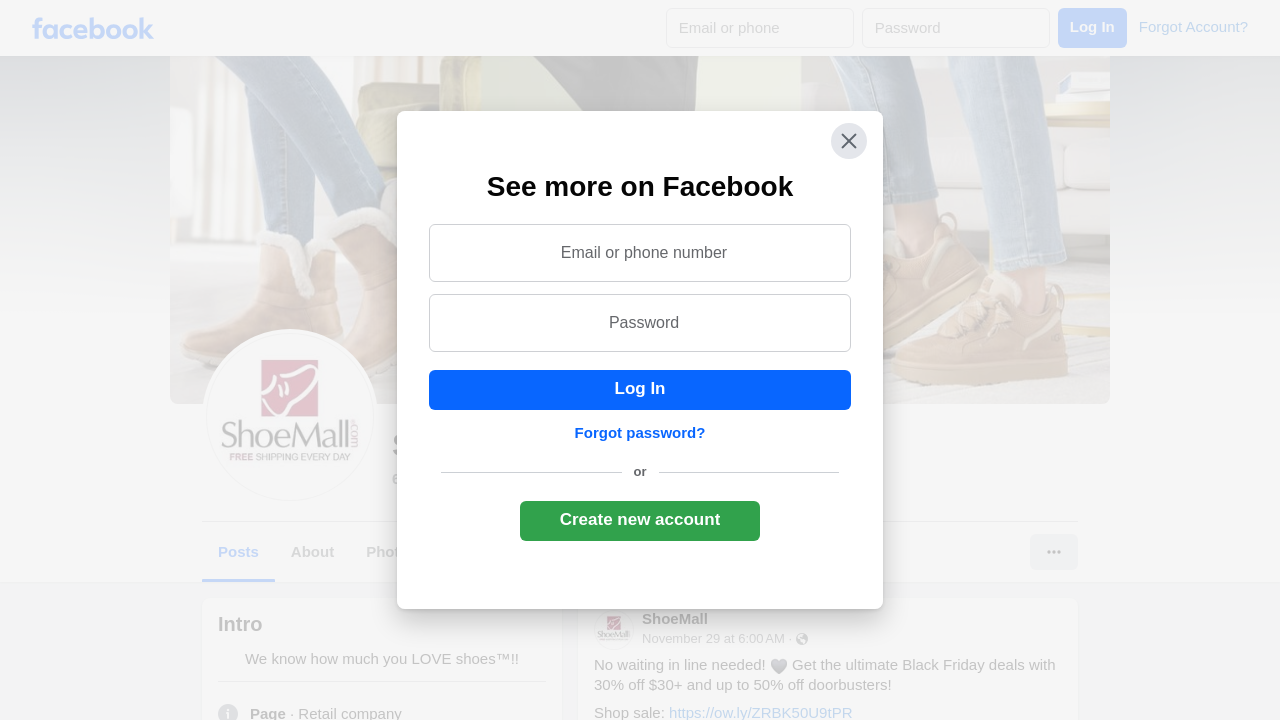 facebook
Email or phone
Password
Log In
Forgot Account?
See more on Facebook
Email or phone number
Password
Log In
Forgot password?
or
Create new account
ShoeMall.com
FREE SHIPPING EVERY DAY
Posts
About
Intro
We know how much you LOVE shoes™!!
Page · Retail company
ShoeMall
ShoeMall
November 29 at 6:00 AM ·
No waiting in line needed! 🖤 Get the ultimate Black Friday deals with
30% off $30+ and up to 50% off doorbusters!
Shop sale: https://ow.ly/ZRBK50U9tPR